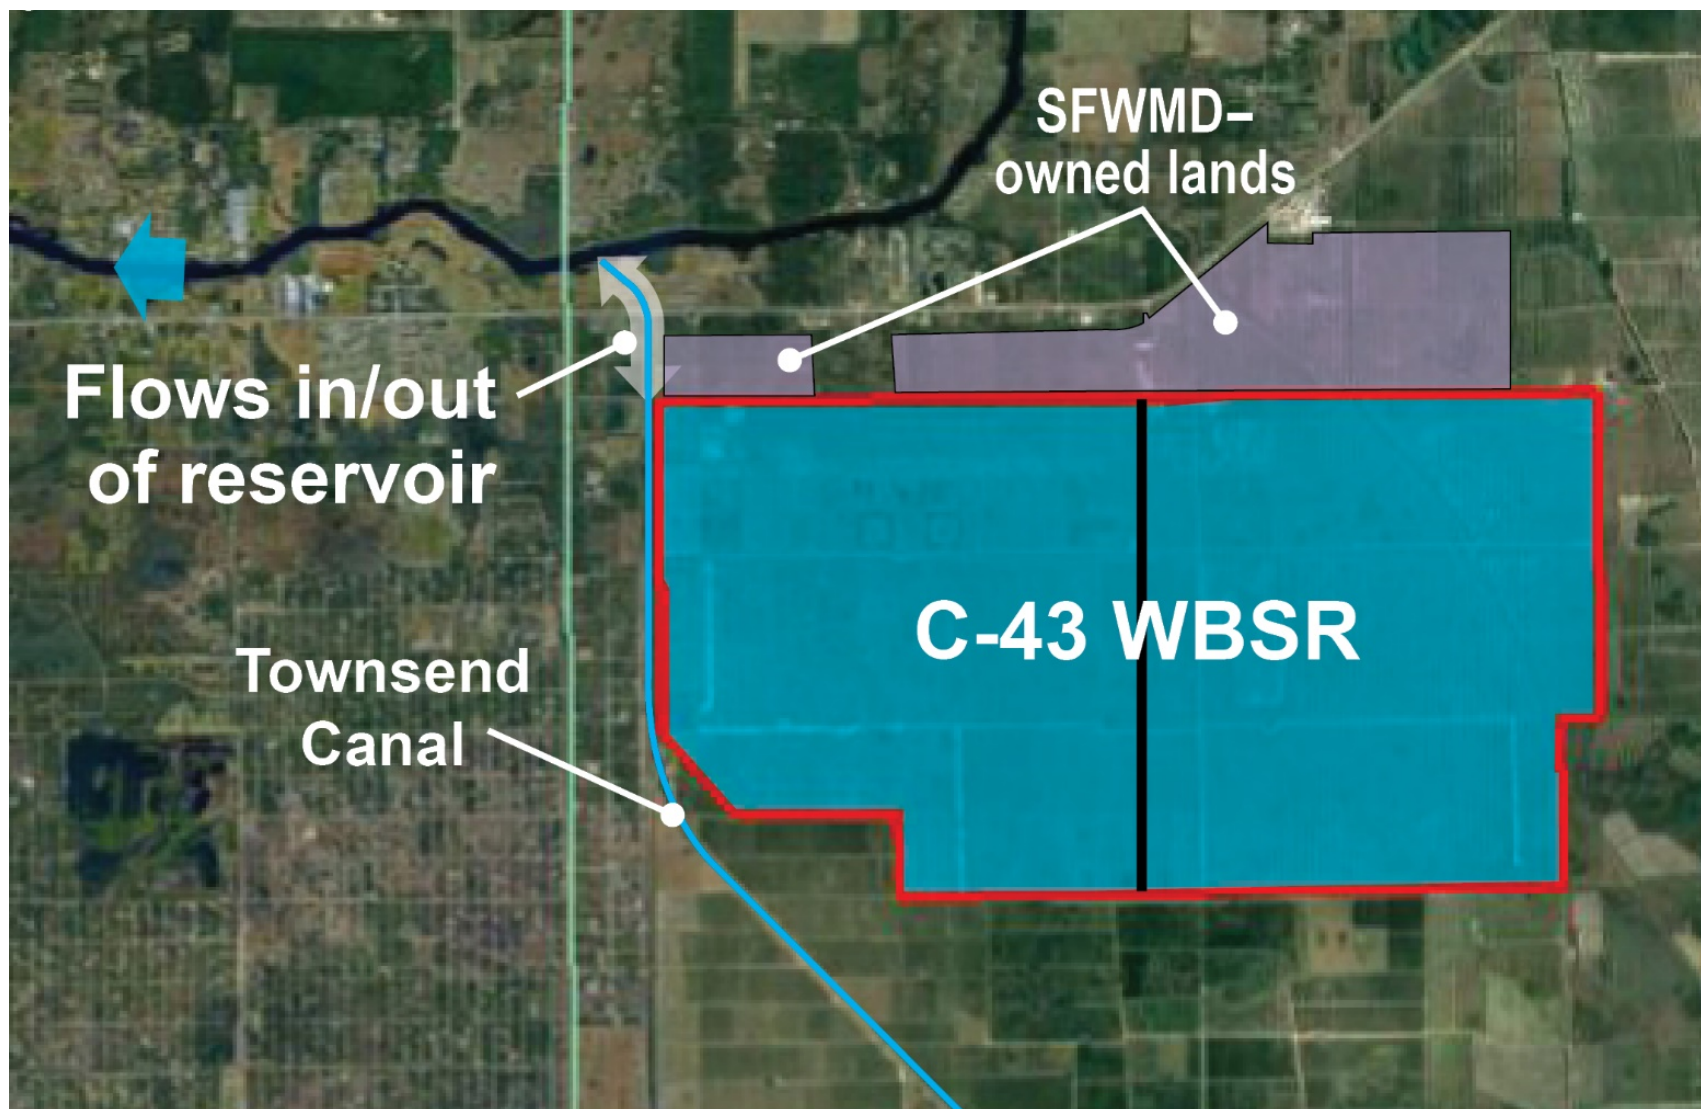 SFWMD–
owned lands
Flows in/out
of reservoir
C-43 WBSR
Townsend
Canal